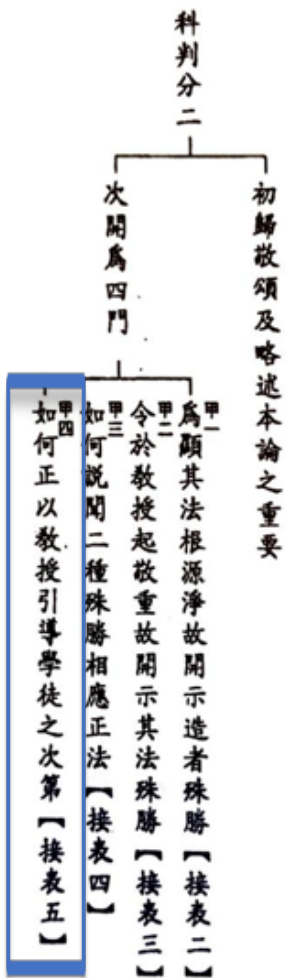 科判分二
初歸敬頌及略述本論之重要
次開為四門
甲一
為顯其法根源淨故開示造者殊勝【接表二】
甲二
令於教授起敬重故開示其法殊勝【接表三】
甲三
如何説聞二種殊勝相應正法【接表四】
甲四
如何正以教授引導學徒之次第【接表五】